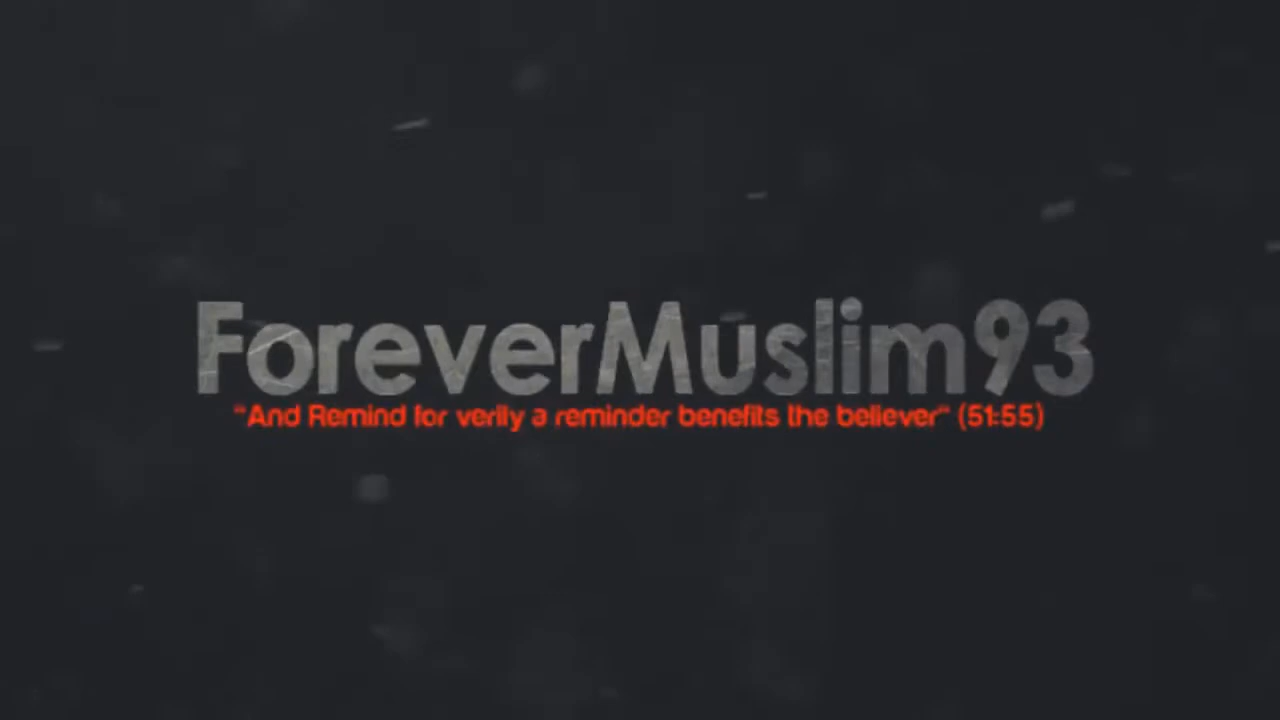 ForeverMuslim93
"And Remind for verily a reminder benefits the believer" (51:55)